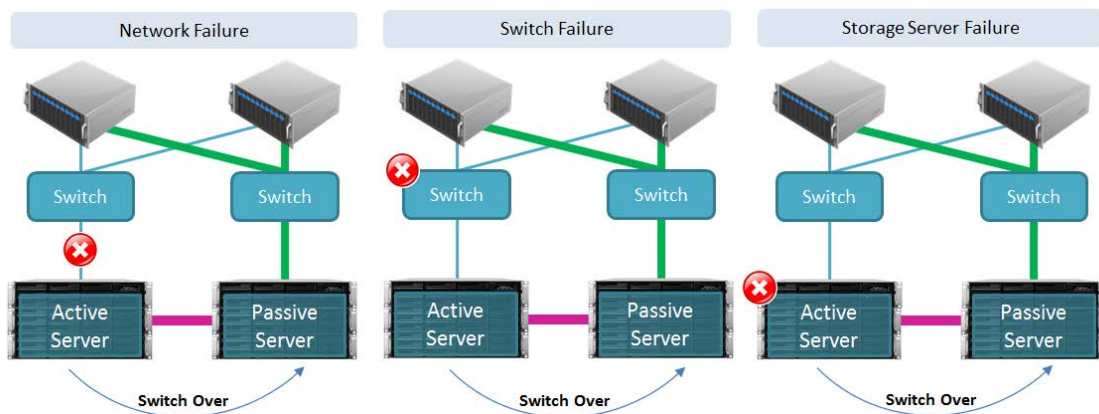 Network Failure
Switch Failure
Storage Server Failure
Switch
Switch
Switch
Switch
Switch
Switch
Active
Server
Passive
Server
Active
Server
Passive
Server
Active
Server
Passive
Server
Switch Over
Switch Over
Switch Over